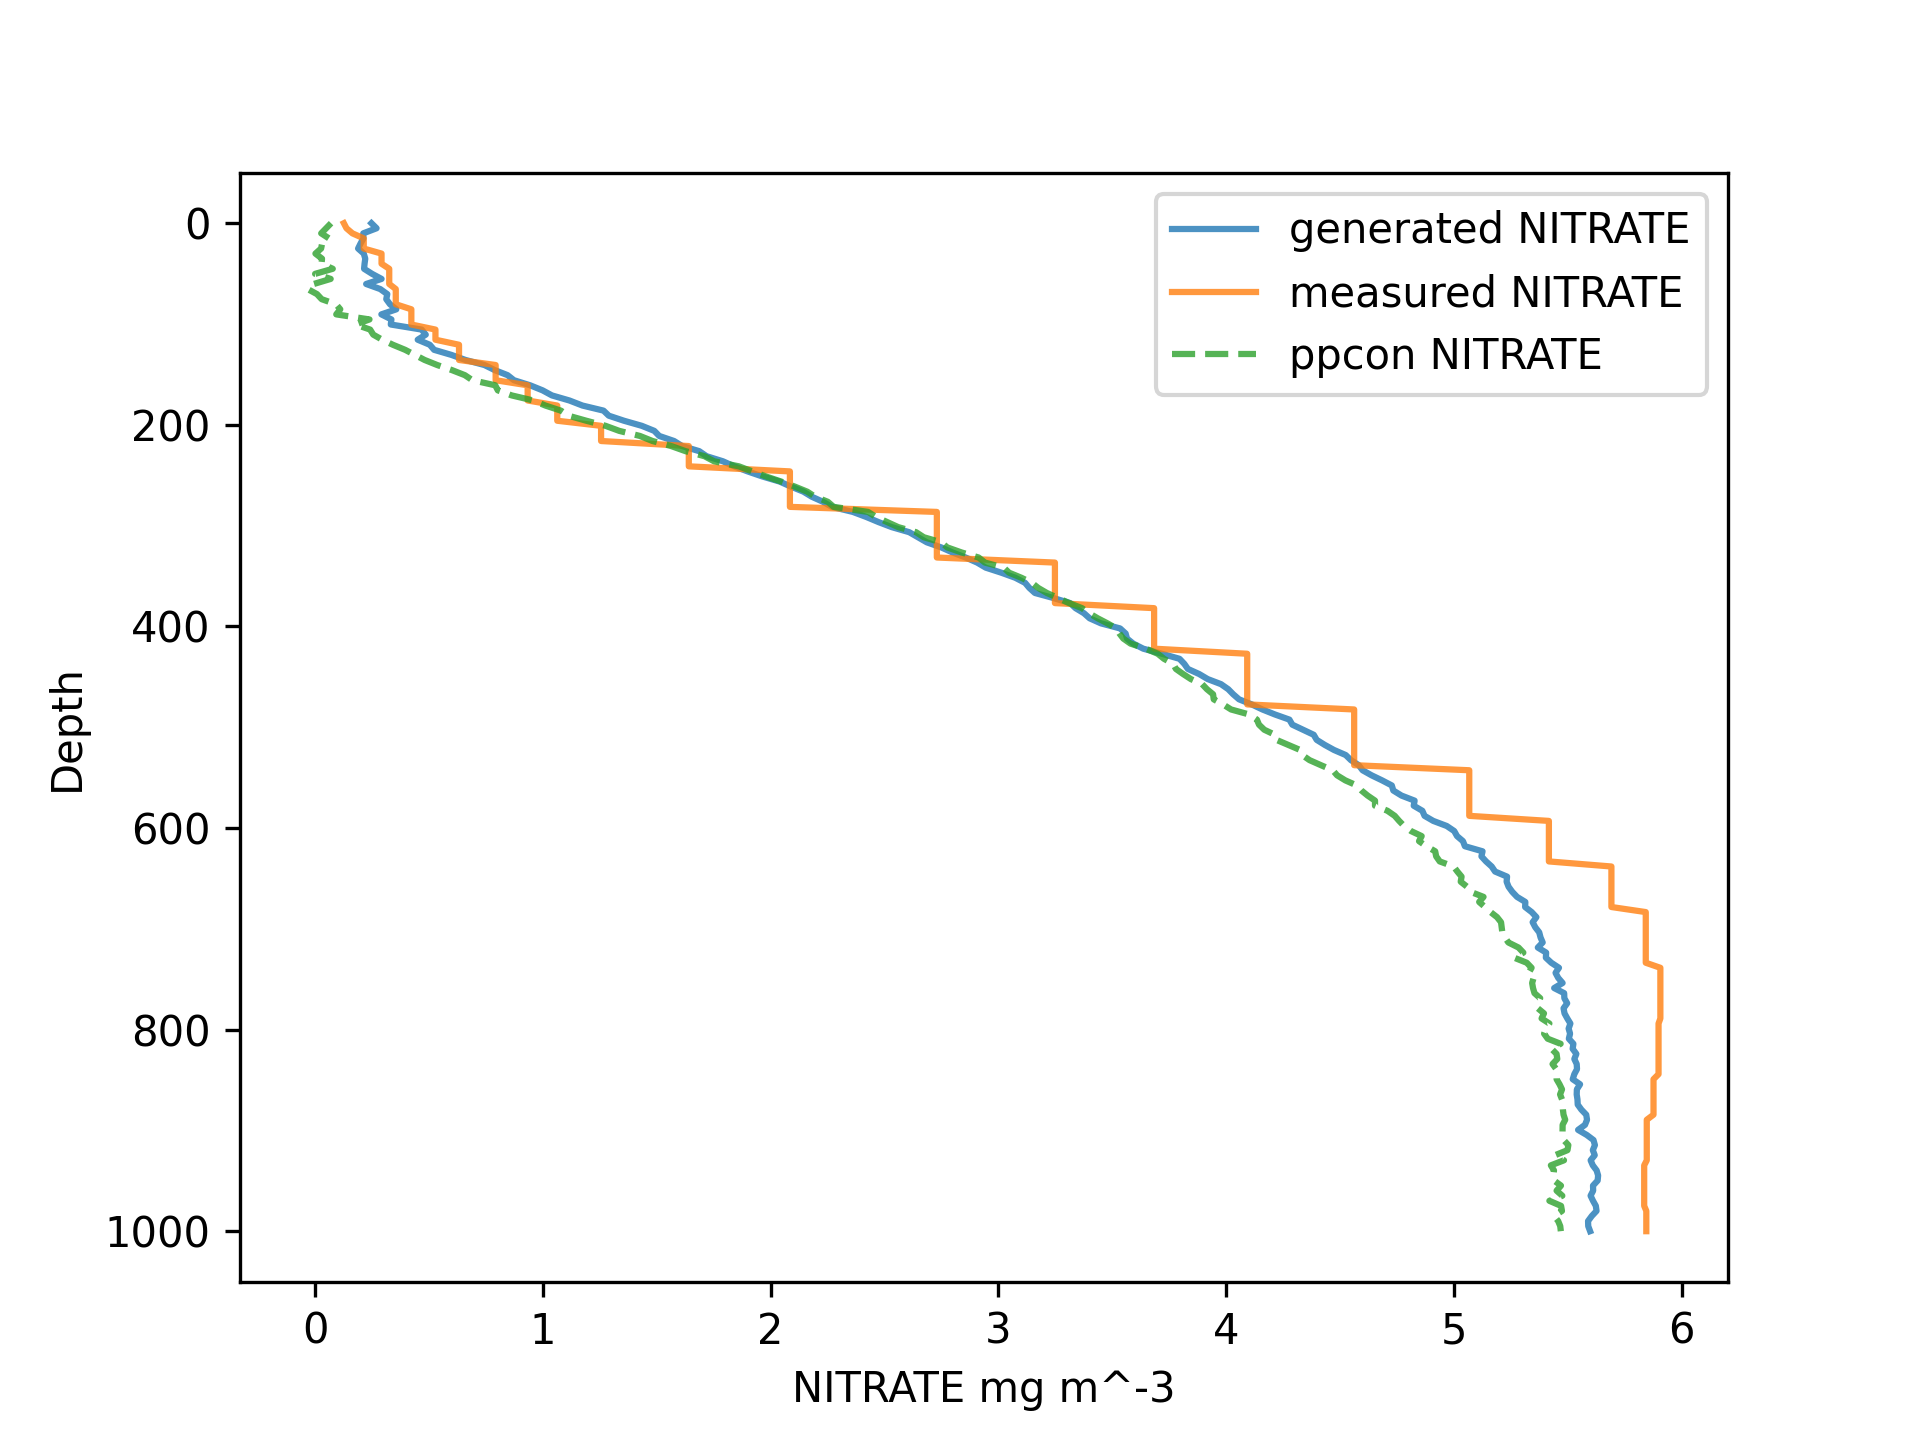 generated NITRATE
measured NITRATE
ppcon NITRATE
0
200
400
600
800
1000
Depth
0 1 2 3 4 5 6
NITRATE mg m^-3